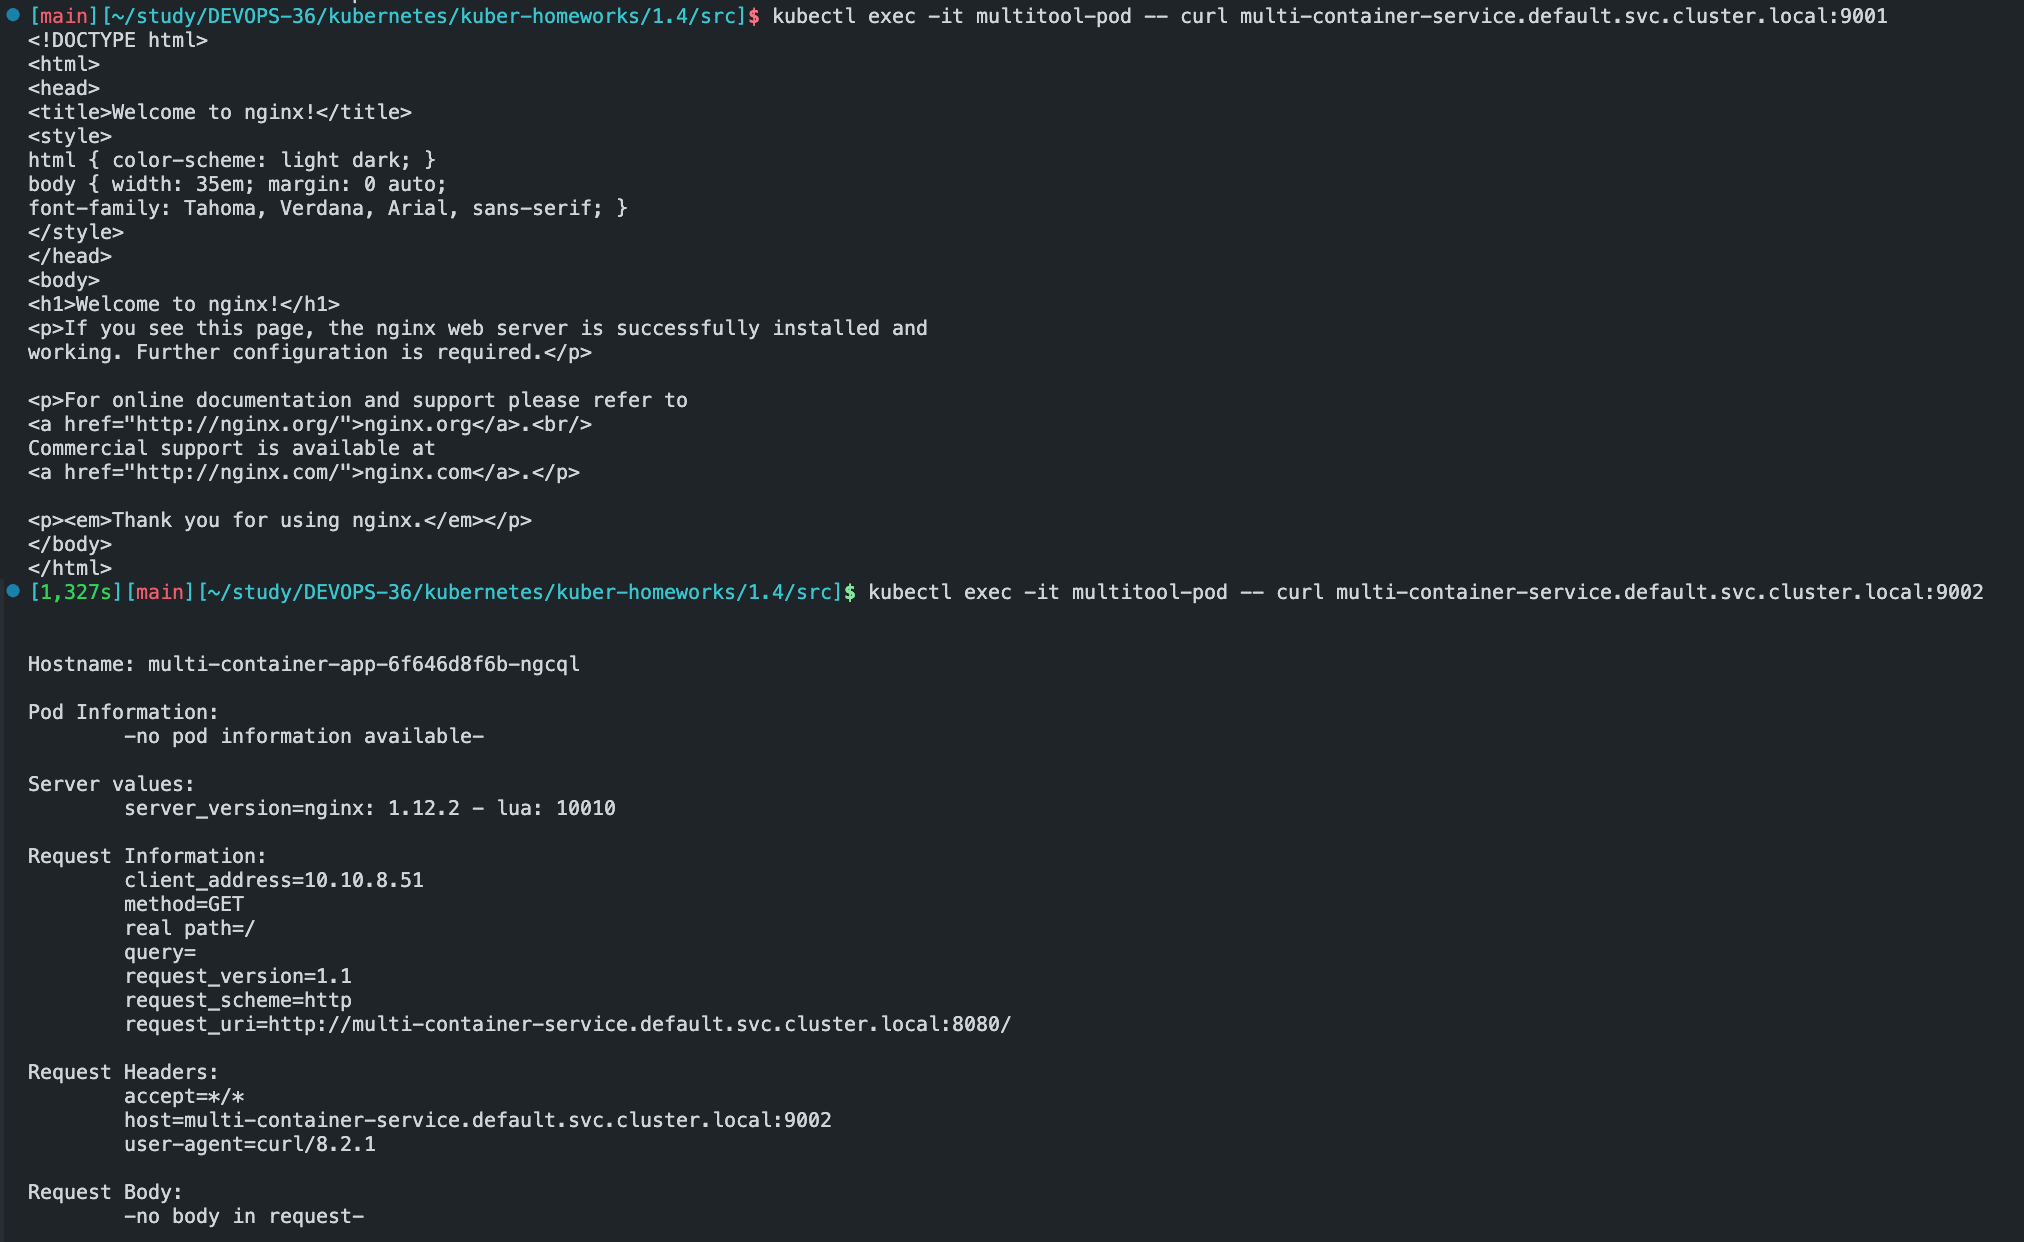 [main][~/study/DEVOPS-36/kubernetes/kuber-homeworks/1.4/src]$ kubectl exec -it multitool-pod -- curl multi-container-service.default.svc.cluster.local:9001
<!DOCTYPE html>
<html>
<head>
<title>Welcome to nginx!</title>
<style>
html { color-scheme: light dark; }
body { width: 35em; margin: 0 auto;
font-family: Tahoma, Verdana, Arial, sans-serif; }
</style>
</head>
<body>
<h1>Welcome to nginx!</h1>
<p>If you see this page, the nginx web server is successfully installed and
working. Further configuration is required.</p>

<p>For online documentation and support please refer to
<a href="http://nginx.org/">nginx.org</a>.<br/>
Commercial support is available at
<a href="http://nginx.com/">nginx.com</a>.</p>

<p><em>Thank you for using nginx.</em></p>
</body>
</html>
[1,327s][main][~/study/DEVOPS-36/kubernetes/kuber-homeworks/1.4/src]$ kubectl exec -it multitool-pod -- curl multi-container-service.default.svc.cluster.local:9002

Hostname: multi-container-app-6f646d8f6b-ngcql

Pod Information:
	-no pod information available-

Server values:
	server_version=nginx: 1.12.2 - lua: 10010

Request Information:
	client_address=10.10.8.51
	method=GET
	real path=/
	query=
	request_version=1.1
	request_scheme=http
	request_uri=http://multi-container-service.default.svc.cluster.local:8080/

Request Headers:
	accept=*/*
	host=multi-container-service.default.svc.cluster.local:9002
	user-agent=curl/8.2.1

Request Body:
	-no body in request-